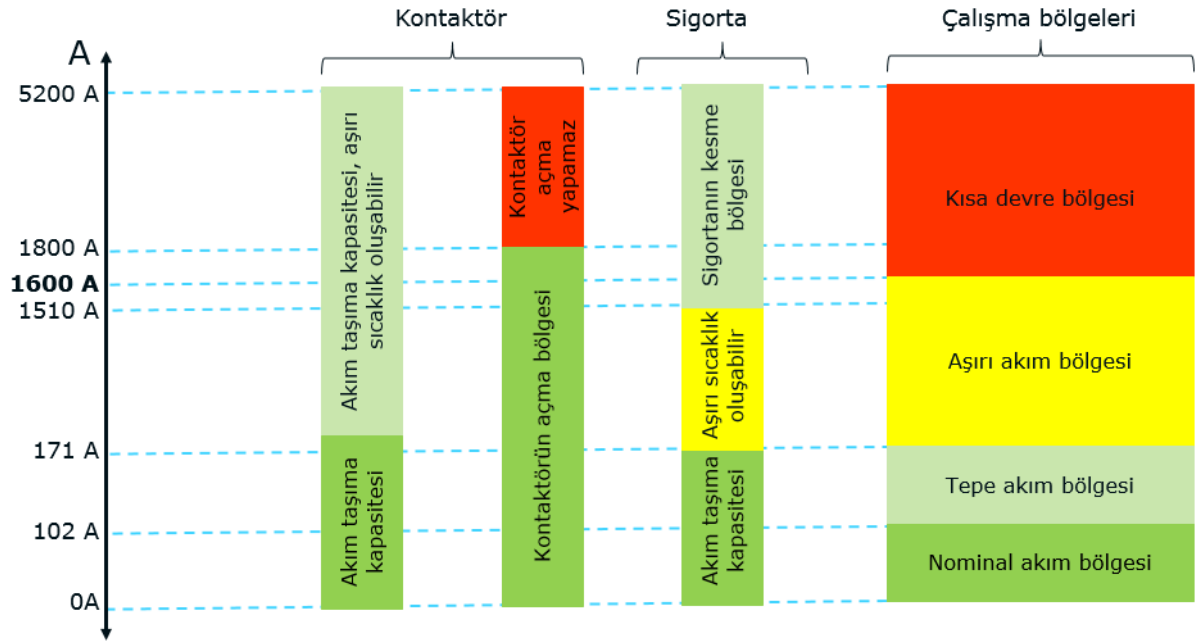 Kontaktör
Sigorta
Çalışma bölgeleri
A
5200 A
1800 A
1600 A
1510 A
171 A
102 A
0A
Akım taşıma kapasitesi, aşırı
sıcaklık oluşabilir
Akım taşıma
kapasitesi
Kontaktör
açma
yapamaz
Kontaktörün açma bölgesi
Sigortanın kesme
bölgesi
Aşırı sıcaklık
oluşabilir
Akım taşıma
kapasitesi
Kısa devre bölgesi
Aşırı akım bölgesi
Tepe akım bölgesi
Nominal akım bölgesi